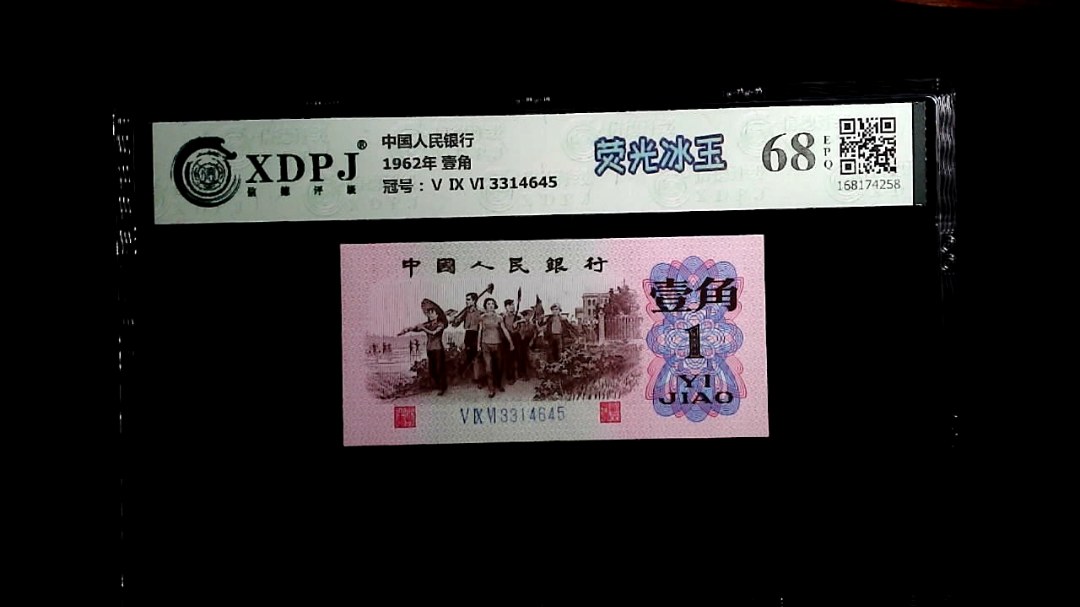 XDPJ®
中国人民银行
1962年 壹角
冠号：Ⅴ Ⅸ Ⅵ 3314645
荧光冰王
68
EPQ
168174258
中國人民銀行
壹角
1
YI
JIAO
Ⅴ Ⅸ Ⅵ 3314645